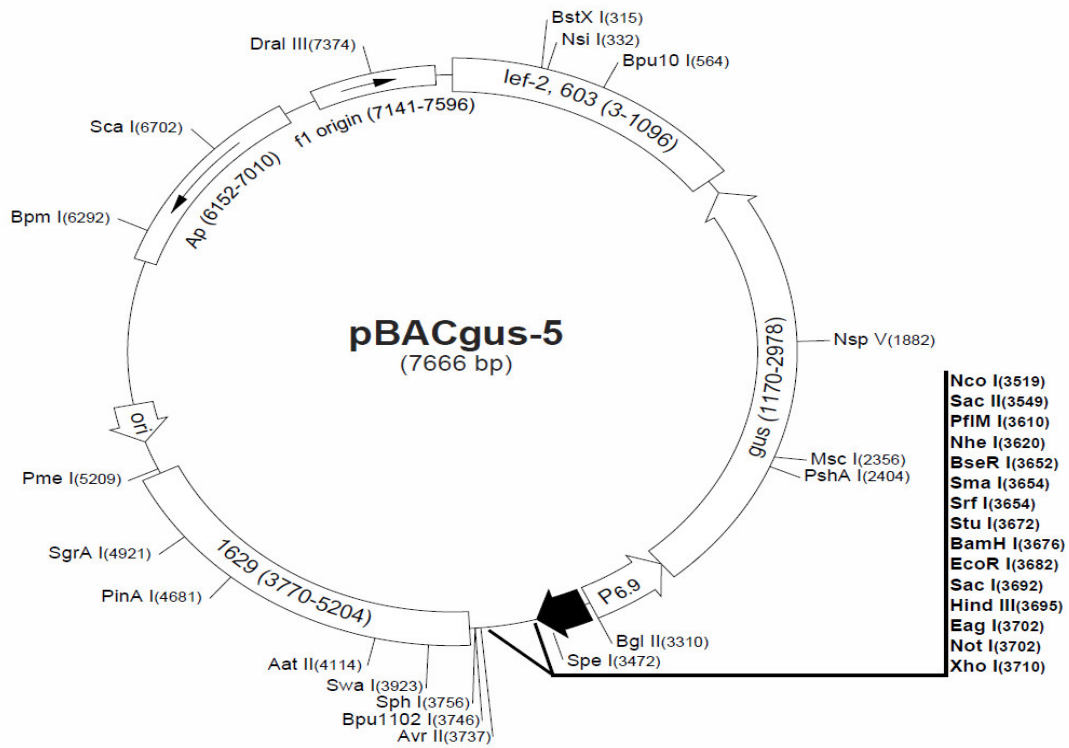 BstX I(315)
Nsi I(332)
Bpu10 I(564)
DraI III(7374)
lef-2, 603 (3-1096)
f1 origin (7141-7596)
Sca I(6702)
Ap (6152-7010)
Bpm I(6292)
pBACgus-5
(7666 bp)
Nsp V(1882)
gus (1170-2978)
Msc I(2356)
PshA I(2404)
ori
Pme I(5209)
SgrA I(4921)
PinA I(4681)
1629 (3770-5204)
P6.9
Bgl II(3310)
Spe I(3472)
Aat II(4114)
Swa I(3923)
Sph I(3756)
Bpu1102 I(3746)
Avr II(3737)
Nco I(3519)
Sac II(3549)
PflM I(3610)
Nhe I(3620)
BseR I(3652)
Sma I(3654)
Srf I(3654)
Stu I(3672)
BamH I(3676)
EcoR I(3682)
Sac I(3692)
Hind III(3695)
Eag I(3702)
Not I(3702)
Xho I(3710)